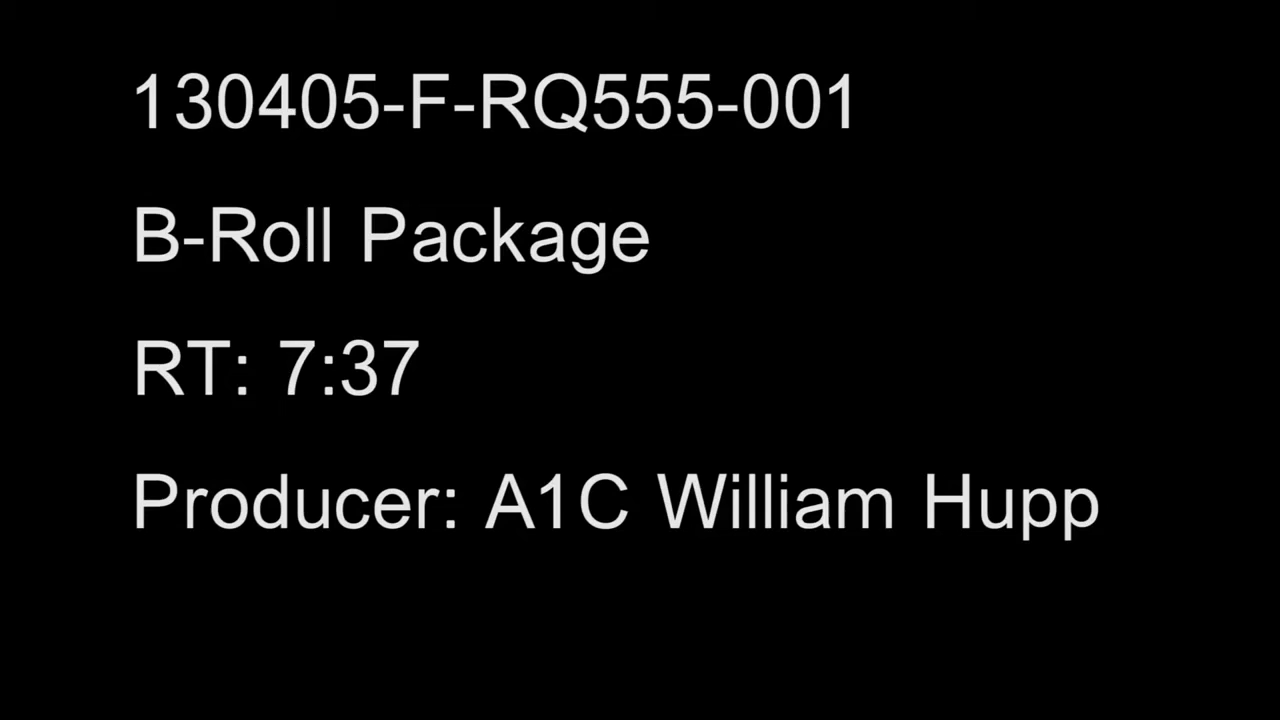 130405-F-RQ555-001
B-Roll Package
RT: 7:37
Producer: A1C William Hupp